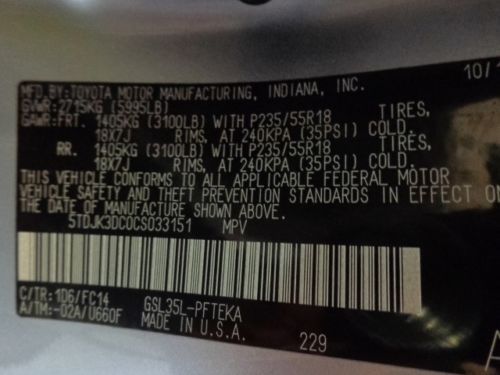 MFD.BY:TOYOTA MOTOR MANUFACTURING, INDIANA, INC. 10/1
GVWR: 2715KG (5995LB)
GAWR:FRT. 1405KG (3100LB) WITH P235/55R18 TIRES,
18X7J RIMS, AT 240KPA (35PSI) COLD.
RR. 1405KG (3100LB) WITH P235/55R18 TIRES,
18X7J RIMS, AT 240KPA (35PSI) COLD.
THIS VEHICLE CONFORMS TO ALL APPLICABLE FEDERAL MOTOR
VEHICLE SAFETY AND THEFT PREVENTION STANDARDS IN EFFECT ON
THE DATE OF MANUFACTURE SHOWN ABOVE.
5TDJK3DC0CS033151 MPV
C/TR:1D6/FC14 GSL35L-PFTEKA
A/TM:-02A/U660F MADE IN U.S.A. 229